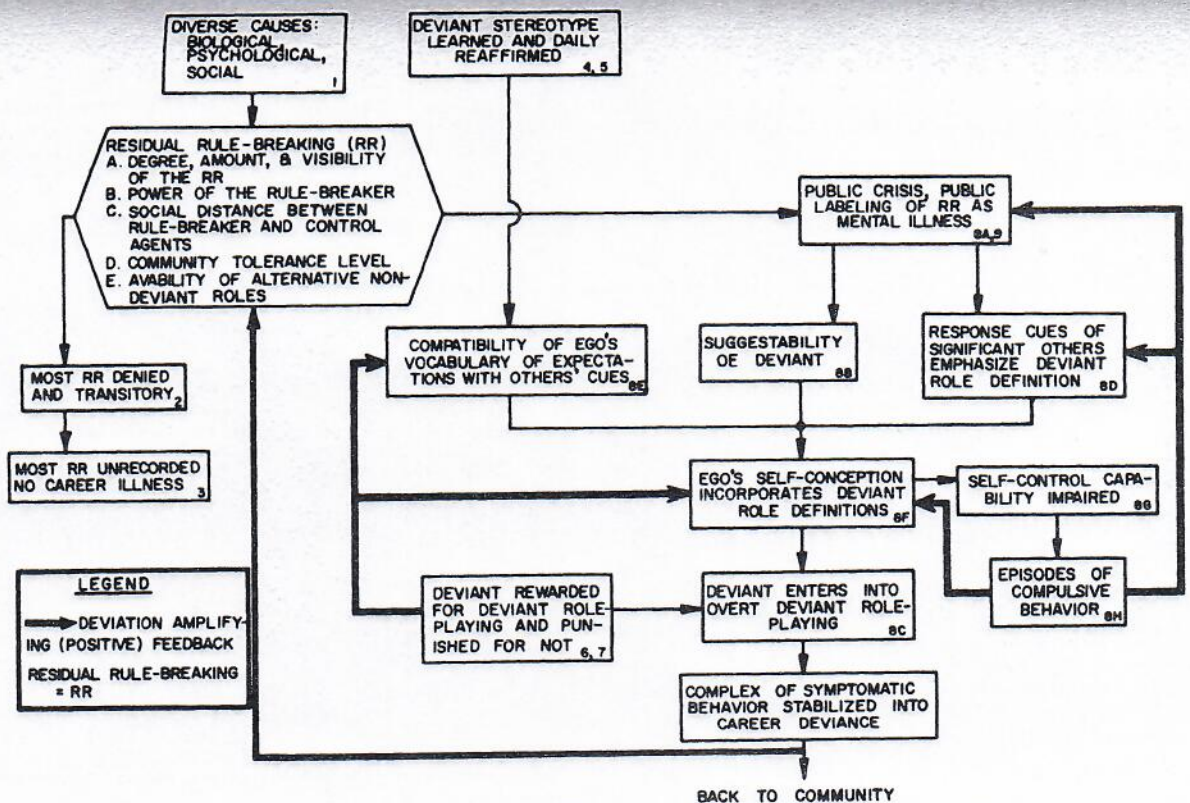 DIVERSE CAUSES:
BIOLOGICAL,
PSYCHOLOGICAL,
SOCIAL
1
DEVIANT STEREOTYPE
LEARNED AND DAILY
REAFFIRMED
4, 5
RESIDUAL RULE-BREAKING (RR)
A. DEGREE, AMOUNT, & VISIBILITY
OF THE RR
B. POWER OF THE RULE-BREAKER
C. SOCIAL DISTANCE BETWEEN
RULE-BREAKER AND CONTROL
AGENTS
D. COMMUNITY TOLERANCE LEVEL
E. AVABILITY OF ALTERNATIVE NON-
DEVIANT ROLES
PUBLIC CRISIS, PUBLIC
LABELING OF RR AS
MENTAL ILLNESS
8A,9
COMPATIBILITY OF EGO'S
VOCABULARY OF EXPECTA-
TIONS WITH OTHERS' CUES
8E
SUGGESTABILITY
OE DEVIANT
8B
RESPONSE CUES OF
SIGNIFICANT OTHERS
EMPHASIZE DEVIANT
ROLE DEFINITION
8D
MOST RR DENIED
AND TRANSITORY
2
MOST RR UNRECORDED
NO CAREER ILLNESS
3
EGO'S SELF-CONCEPTION
INCORPORATES DEVIANT
ROLE DEFINITIONS
8F
SELF-CONTROL CAPA-
BILITY IMPAIRED
8G
LEGEND
DEVIATION AMPLIFY-
ING (POSITIVE) FEEDBACK
RESIDUAL RULE-BREAKING
= RR
DEVIANT REWARDED
FOR DEVIANT ROLE-
PLAYING AND PUN-
ISHED FOR NOT
6, 7
DEVIANT ENTERS INTO
OVERT DEVIANT ROLE-
PLAYING
8C
EPISODES OF
COMPULSIVE
BEHAVIOR
8H
COMPLEX OF SYMPTOMATIC
BEHAVIOR STABILIZED INTO
CAREER DEVIANCE
BACK TO COMMUNITY